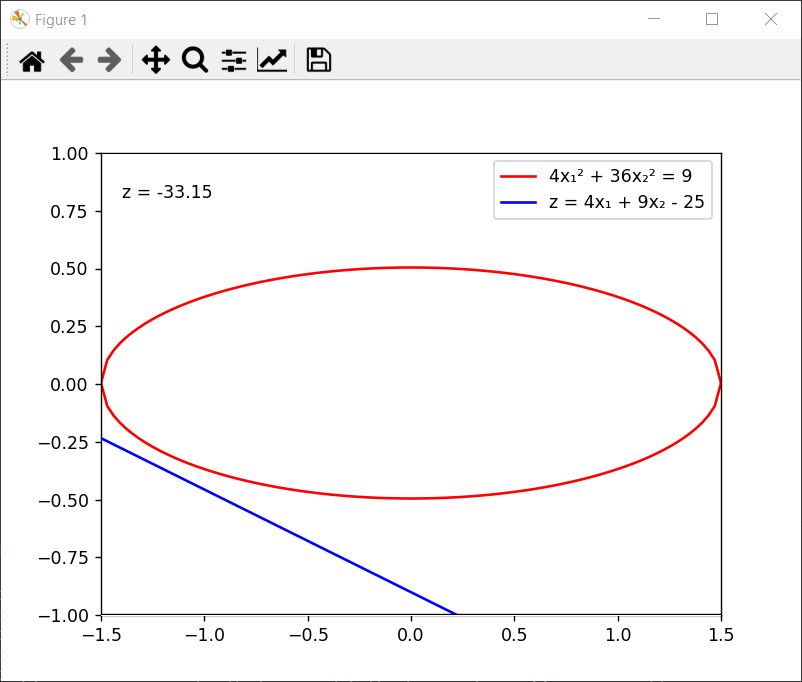 Figure 1
z = -33.15
4x₁² + 36x₂² = 9
z = 4x₁ + 9x₂ - 25
1.00
0.75
0.50
0.25
0.00
−0.25
−0.50
−0.75
−1.00
−1.5 −1.0 −0.5 0.0 0.5 1.0 1.5